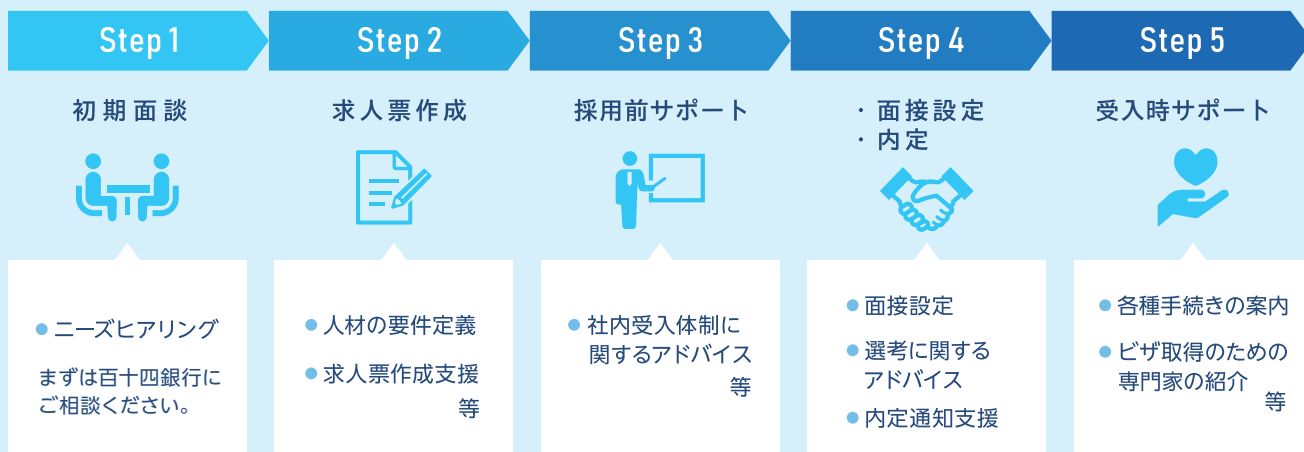 Step 1
Step 2
Step 3
Step 4
Step 5
初期面談
求人票作成
採用前サポート
・面接設定
・内定
受入時サポート
●ニーズヒアリング
まずは百十四銀行に
ご相談ください。
●人材の要件定義
●求人票作成支援
等
●社内受入体制に
関するアドバイス
等
●面接設定
●選考に関する
アドバイス
●内定通知支援
●各種手続きの案内
●ビザ取得のための
専門家の紹介
等